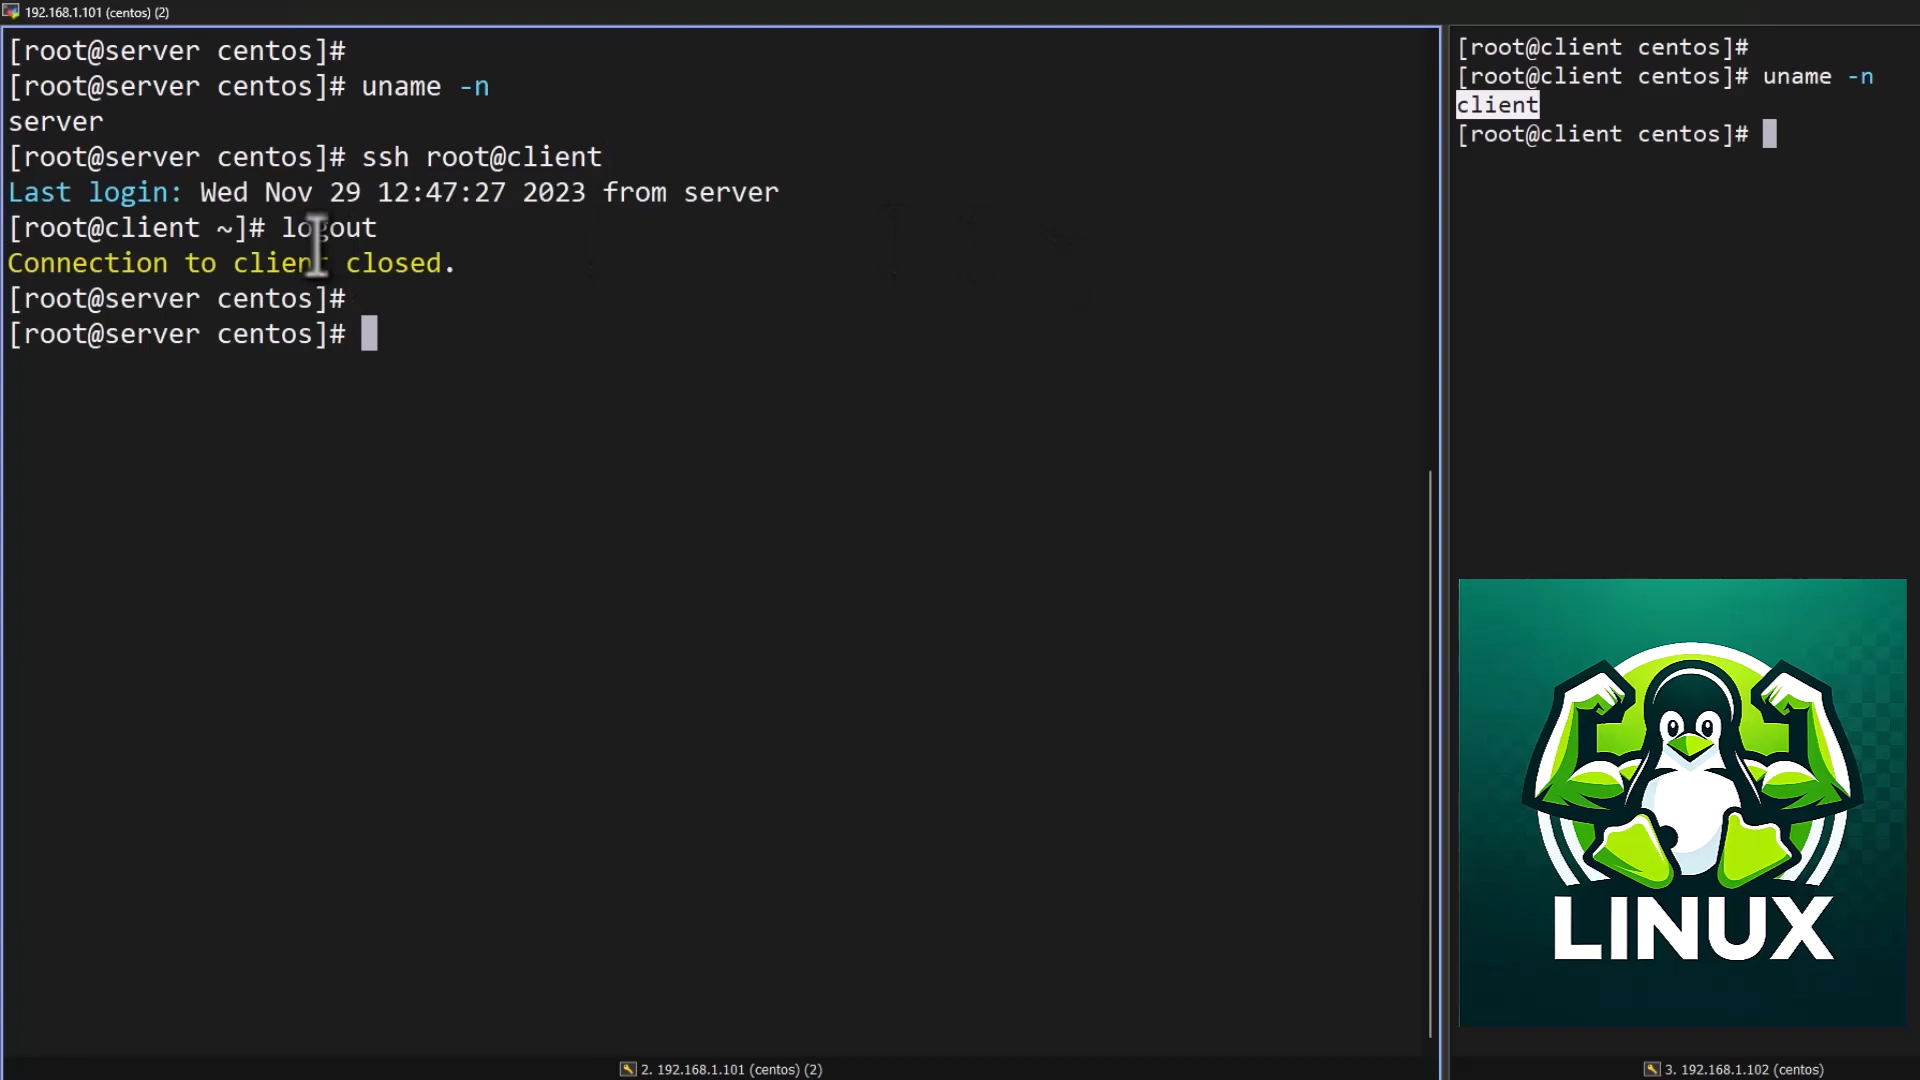 192.168.1.101 (centos) (2)
[root@server centos]#
[root@server centos]# uname -n
server
[root@server centos]# ssh root@client
Last login: Wed Nov 29 12:47:27 2023 from server
[root@client ~]# logout
Connection to client closed.
[root@server centos]#
[root@server centos]#
[root@client centos]#
[root@client centos]# uname -n
client
[root@client centos]#
LINUX
2. 192.168.1.101 (centos) (2)
3. 192.168.1.102 (centos)